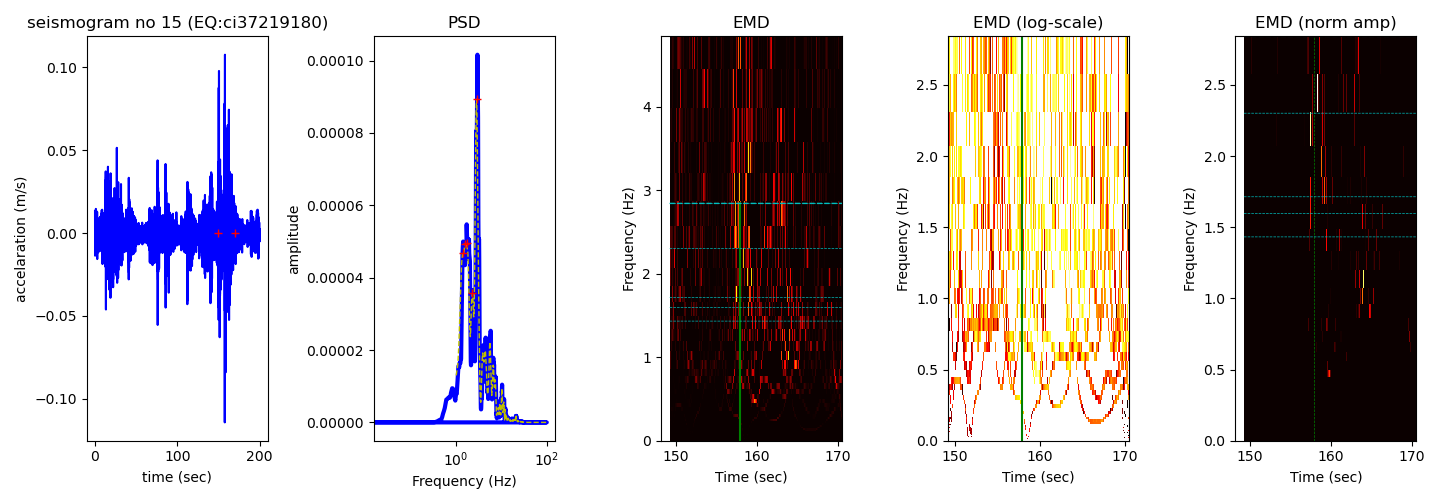 seismogram no 15 (EQ:ci37219180)
PSD
EMD
EMD (log-scale)
EMD (norm amp)
accelaration (m/s)
0.10
0.05
0.00
−0.05
−0.10
0
100
200
time (sec)
amplitude
0.00010
0.00008
0.00006
0.00004
0.00002
0.00000
10⁰
10²
Frequency (Hz)
Frequency (Hz)
4
3
2
1
0
150
160
170
Time (sec)
Frequency (Hz)
2.5
2.0
1.5
1.0
0.5
0.0
150
160
170
Time (sec)
Frequency (Hz)
2.5
2.0
1.5
1.0
0.5
0.0
150
160
170
Time (sec)